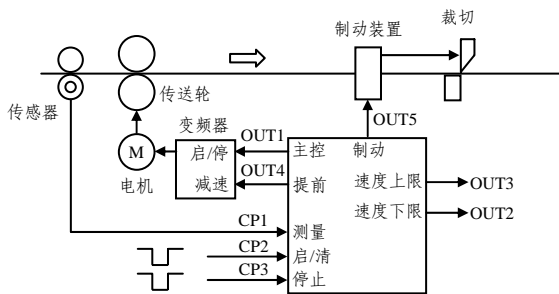 制动装置
裁切
传感器
传送轮
变频器
OUT1
OUT5
M
启/停
主控
制动
OUT4
电机
减速
提前
速度上限
OUT3
速度下限
OUT2
CP1
测量
CP2
启/清
CP3
停止